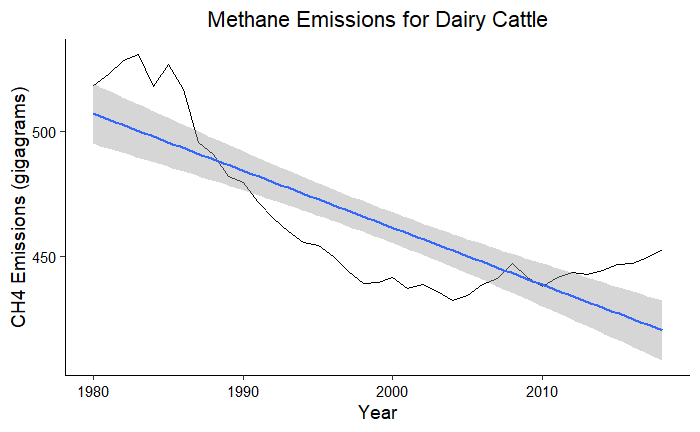 Methane Emissions for Dairy Cattle
CH4 Emissions (gigagrams)
500
450
1980 1990 2000 2010
Year